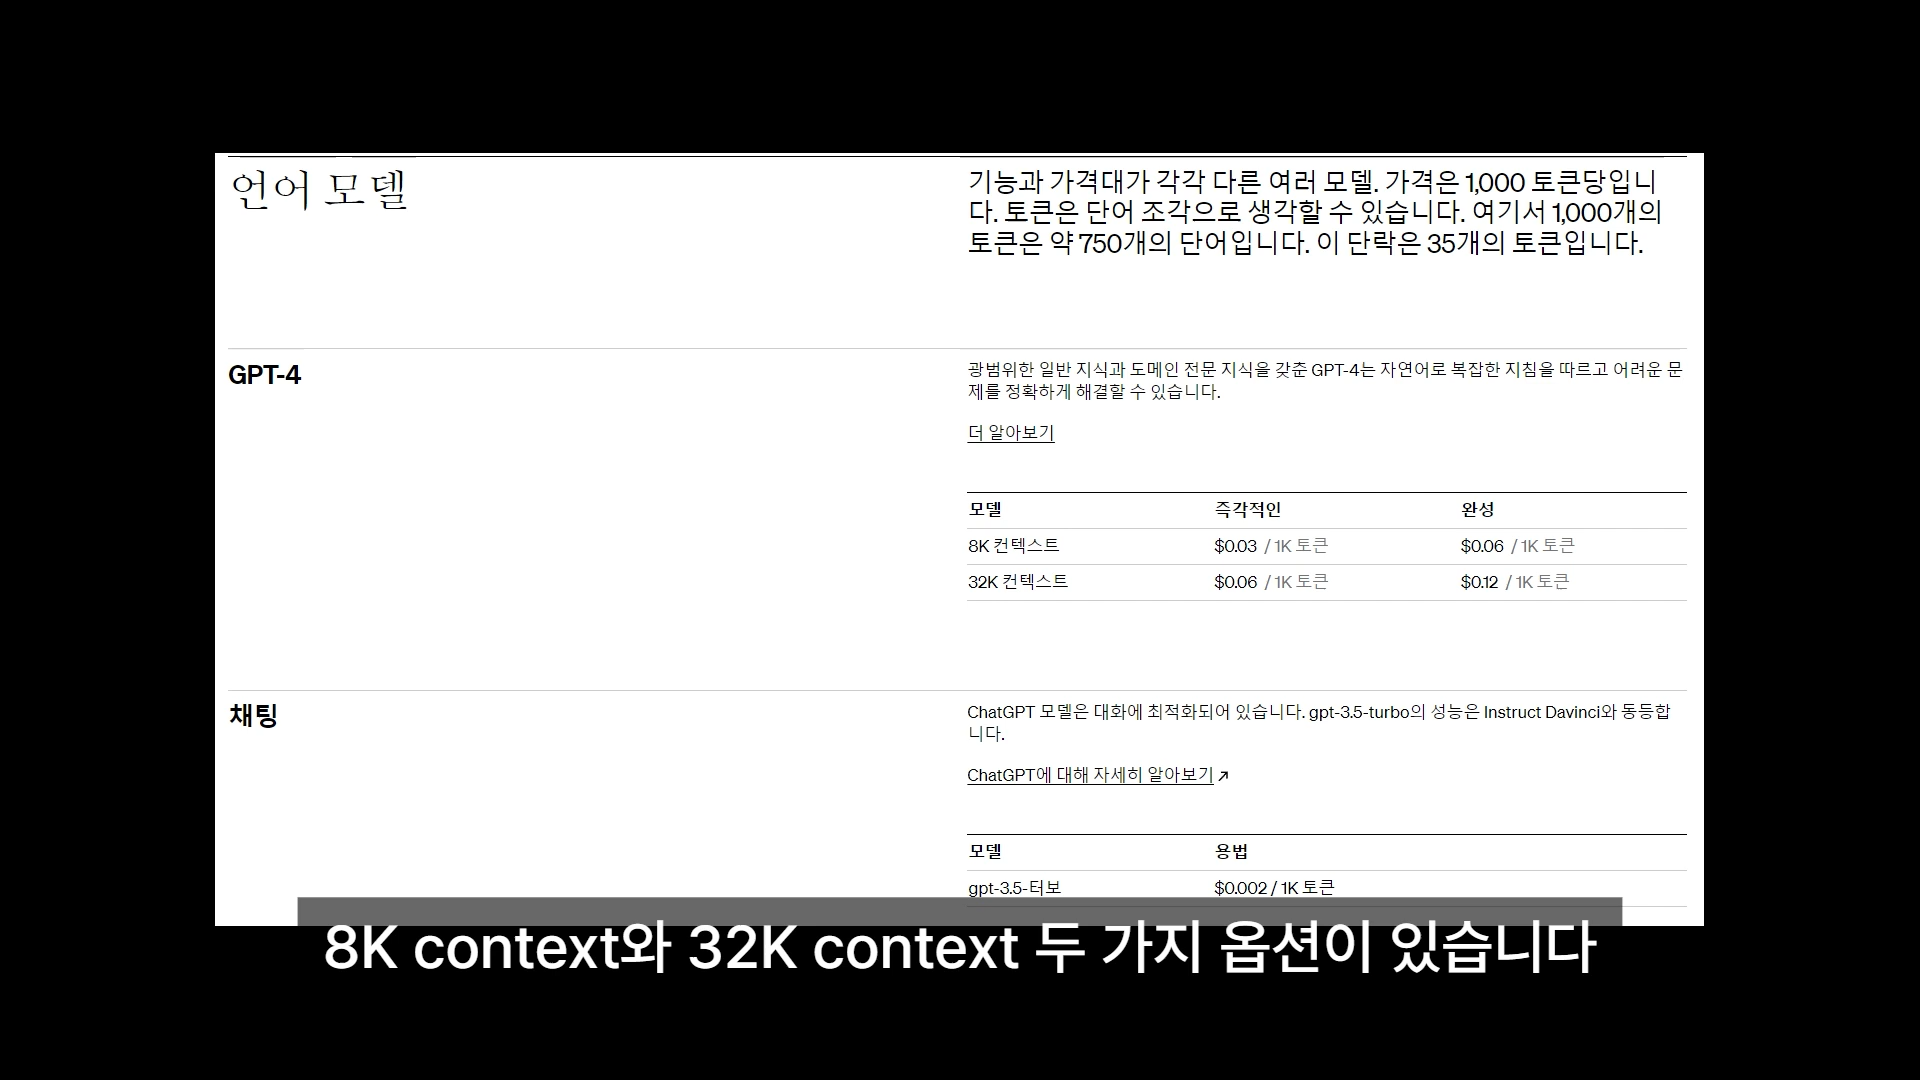 언어 모델
기능과 가격대가 각각 다른 여러 모델. 가격은 1,000 토큰당입니
다. 토큰은 단어 조각으로 생각할 수 있습니다. 여기서 1,000개의
토큰은 약 750개의 단어입니다. 이 단락은 35개의 토큰입니다.
GPT-4
광범위한 일반 지식과 도메인 전문 지식을 갖춘 GPT-4는 자연어로 복잡한 지침을 따르고 어려운 문
제를 정확하게 해결할 수 있습니다.
더 알아보기
모델 즉각적인 완성
8K 컨텍스트 $0.03 / 1K 토큰 $0.06 / 1K 토큰
32K 컨텍스트 $0.06 / 1K 토큰 $0.12 / 1K 토큰
채팅
ChatGPT 모델은 대화에 최적화되어 있습니다. gpt-3.5-turbo의 성능은 Instruct Davinci와 동등합
니다.
ChatGPT에 대해 자세히 알아보기 ↗
모델 용법
gpt-3.5-터보 $0.002 / 1K 토큰
8K context와 32K context 두 가지 옵션이 있습니다